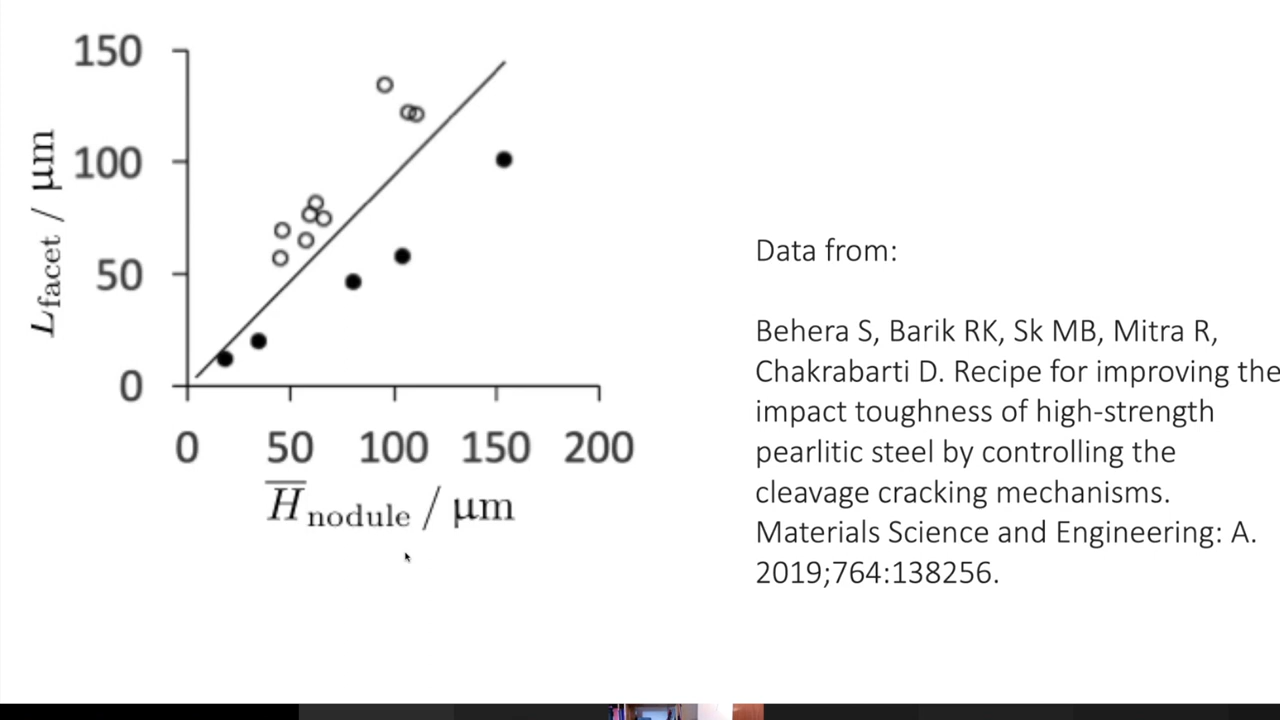 150
100
50
0
L facet / μm
0 50 100 150 200
H̅ nodule / μm
Data from:
Behera S, Barik RK, Sk MB, Mitra R,
Chakrabarti D. Recipe for improving the
impact toughness of high-strength
pearlitic steel by controlling the
cleavage cracking mechanisms.
Materials Science and Engineering: A.
2019;764:138256.